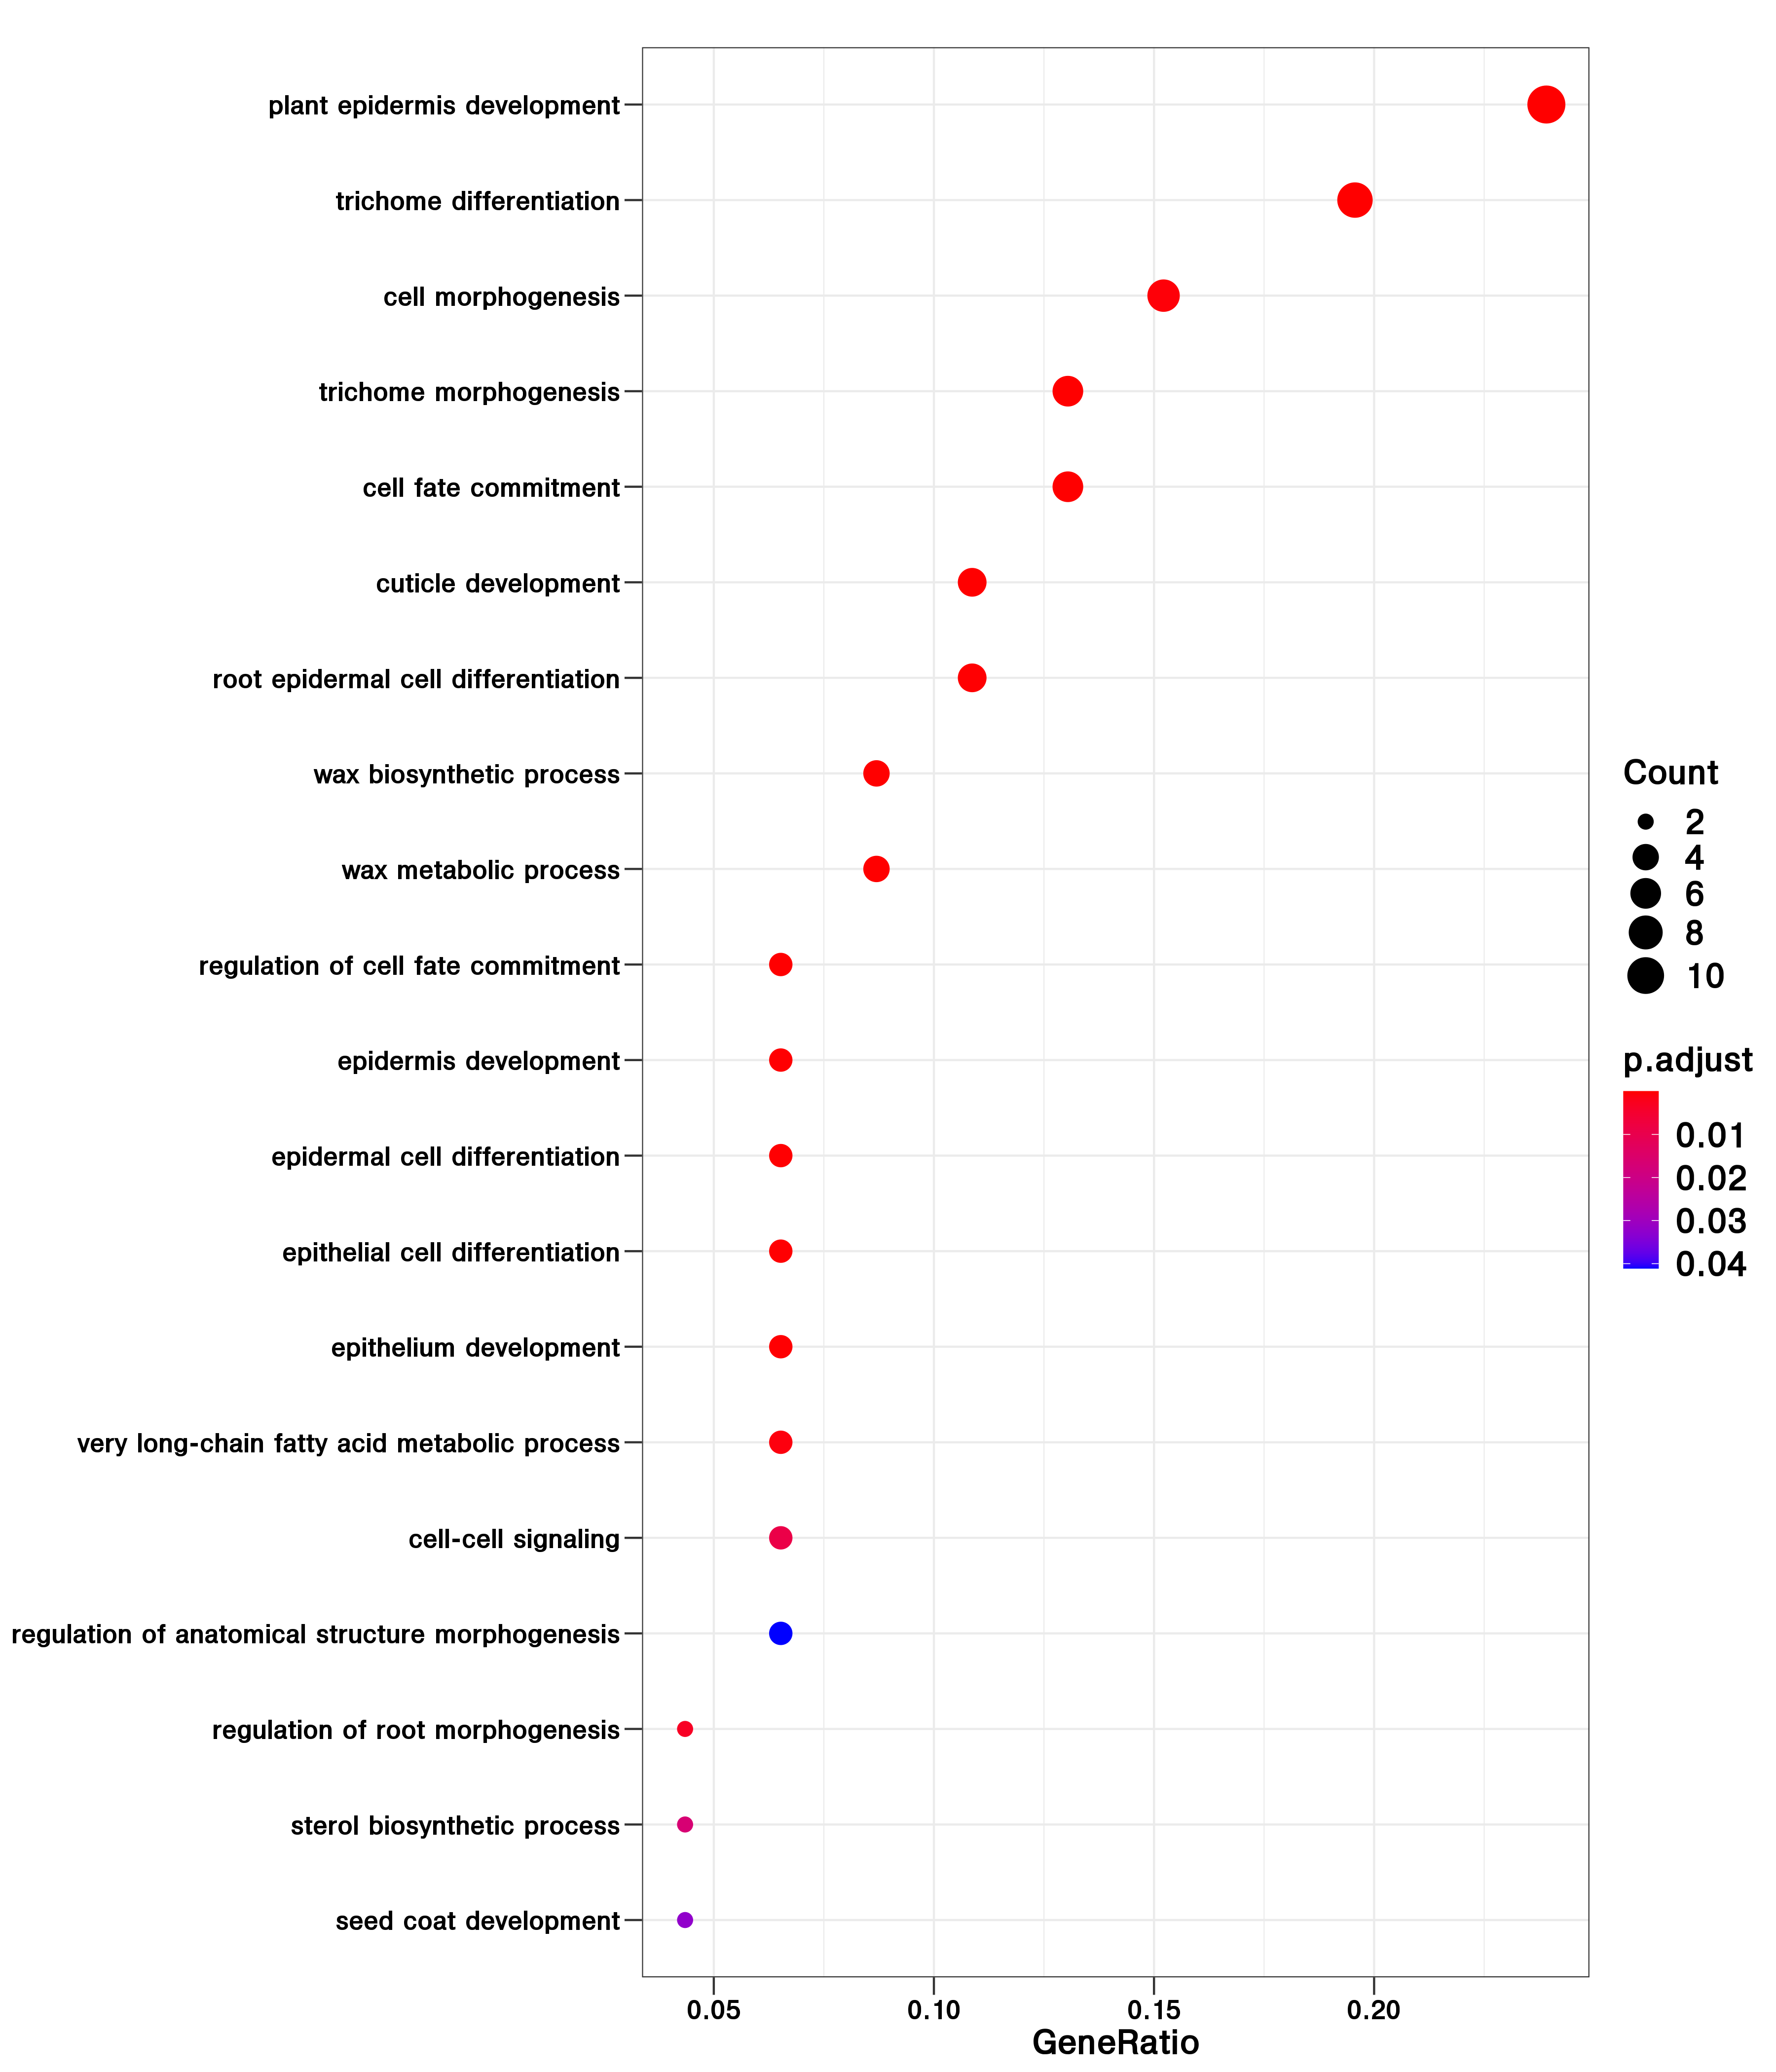 plant epidermis development
trichome differentiation
cell morphogenesis
trichome morphogenesis
cell fate commitment
cuticle development
root epidermal cell differentiation
wax biosynthetic process
wax metabolic process
regulation of cell fate commitment
epidermis development
epidermal cell differentiation
epithelial cell differentiation
epithelium development
very long-chain fatty acid metabolic process
cell-cell signaling
regulation of anatomical structure morphogenesis
regulation of root morphogenesis
sterol biosynthetic process
seed coat development
0.05 0.10 0.15 0.20
GeneRatio
Count
2
4
6
8
10
p.adjust
0.01
0.02
0.03
0.04